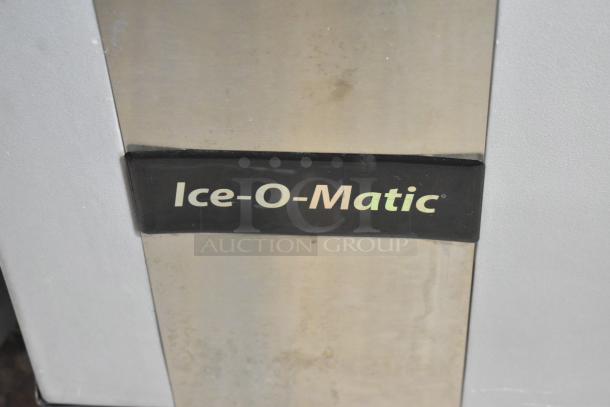 Ice-O-Matic®
PCI
AUCTION GROUP